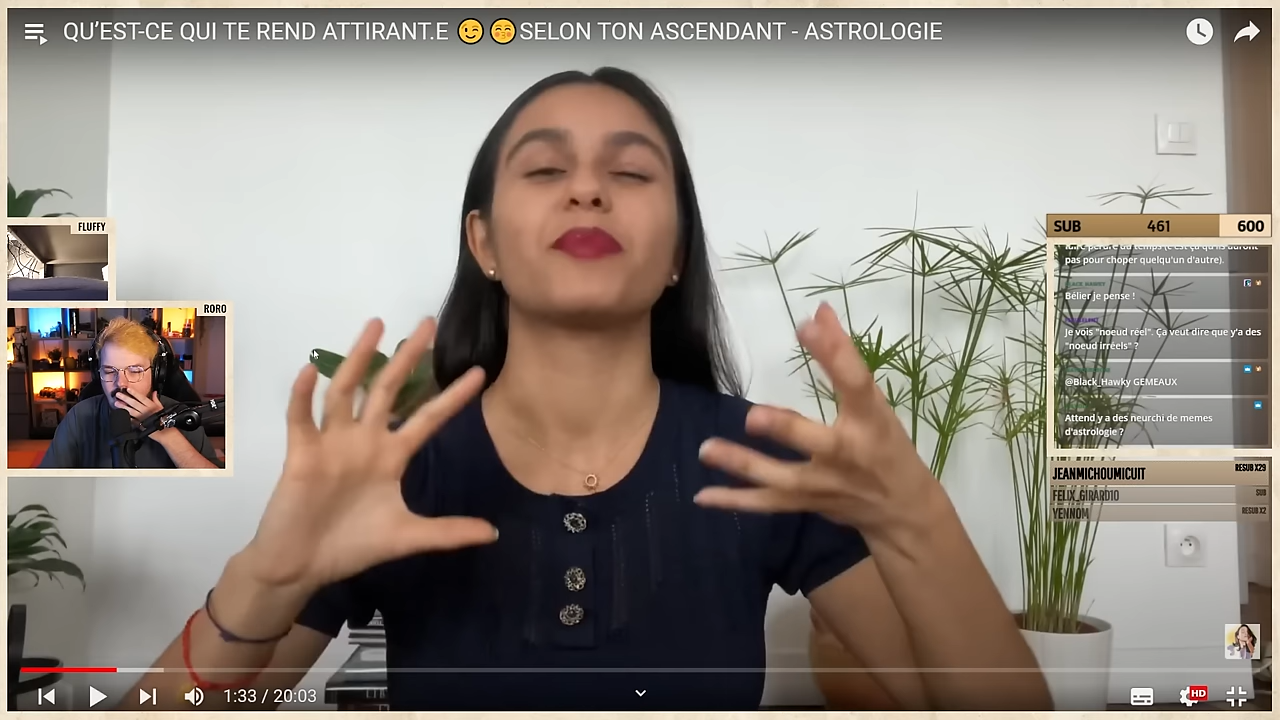 QU'EST-CE QUI TE REND ATTIRANT.E 😉😚SELON TON ASCENDANT - ASTROLOGIE
FLUFFY
RORO
SUB 461 600
pas pour choper quelqu'un d'autre).
Bélier je pense !
Je vois "noeud réel". Ça veut dire que y'a des
"noeud irréels" ?
@Black_Hawky GEMEAUX
Attend y a des neurchi de memes
d'astrologie ?
JEANMICHOUMICUIT RESUB X29
FELIX_GIRARD10 SUB
YENNOM RESUB X2
1:33 / 20:03
HD